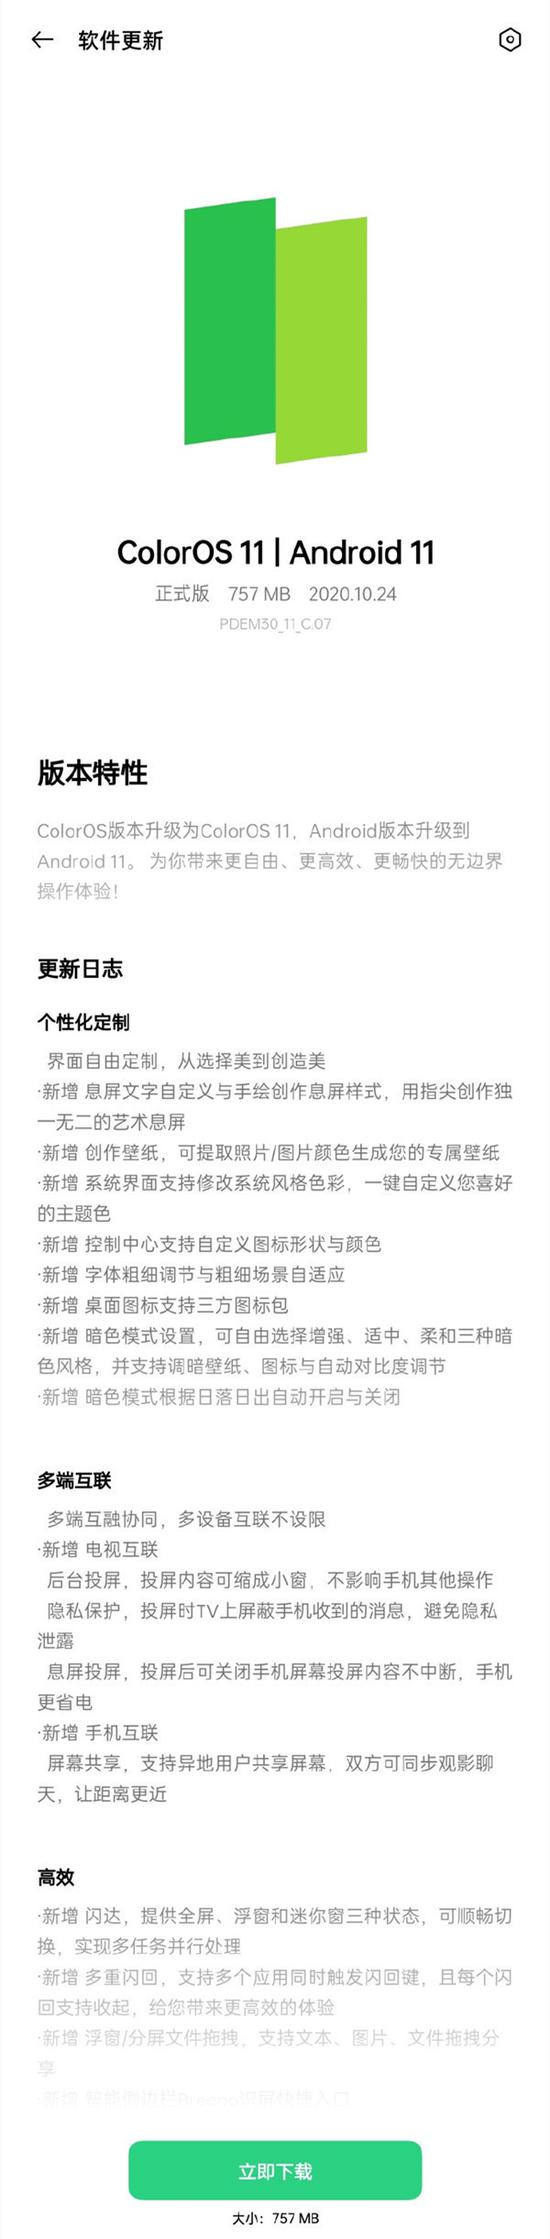 软件更新
ColorOS 11 | Android 11
正式版 757 MB 2020.10.24
PDEM30_11_C.07
版本特性
ColorOS版本升级为ColorOS 11，Android版本升级到
Android 11。 为你带来更自由、更高效、更畅快的无边界
操作体验！
更新日志
个性化定制
界面自由定制，从选择美到创造美
·新增 息屏文字自定义与手绘创作息屏样式，用指尖创作独
一无二的艺术息屏
·新增 创作壁纸，可提取照片/图片颜色生成您的专属壁纸
·新增 系统界面支持修改系统风格色彩，一键自定义您喜好
的主题色
·新增 控制中心支持自定义图标形状与颜色
·新增 字体粗细调节与粗细场景自适应
·新增 桌面图标支持三方图标包
·新增 暗色模式设置，可自由选择增强、适中、柔和三种暗
色风格，并支持调暗壁纸、图标与自动对比度调节
·新增 暗色模式根据日落日出自动开启与关闭
多端互联
多端互融协同，多设备互联不设限
·新增 电视互联
后台投屏，投屏内容可缩成小窗，不影响手机其他操作
隐私保护，投屏时TV上屏蔽手机收到的消息，避免隐私
泄露
息屏投屏，投屏后可关闭手机屏幕投屏内容不中断，手机
更省电
·新增 手机互联
屏幕共享，支持异地用户共享屏幕，双方可同步观影聊
天，让距离更近
高效
·新增 闪达，提供全屏、浮窗和迷你窗三种状态，可顺畅切
换，实现多任务并行处理
·新增 多重闪回，支持多个应用同时触发闪回键，且每个闪
回支持收起，给您带来更高效的体验
·新增 浮窗/分屏文件拖拽，支持文本、图片、文件拖拽分
享
·新增 智能侧边栏Breeno识屏快捷入口
立即下载
大小：757 MB